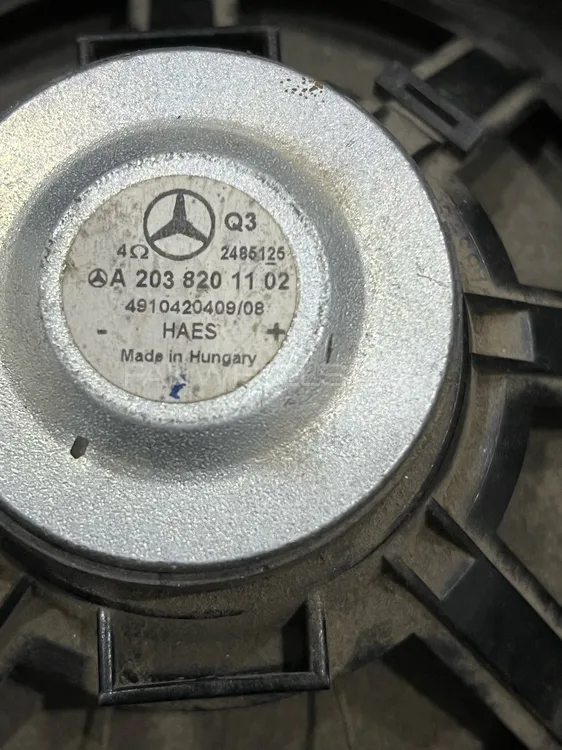 Q3
4Ω 2485125
A 203 820 11 02
4910420409/08
- HAES +
Made in Hungary